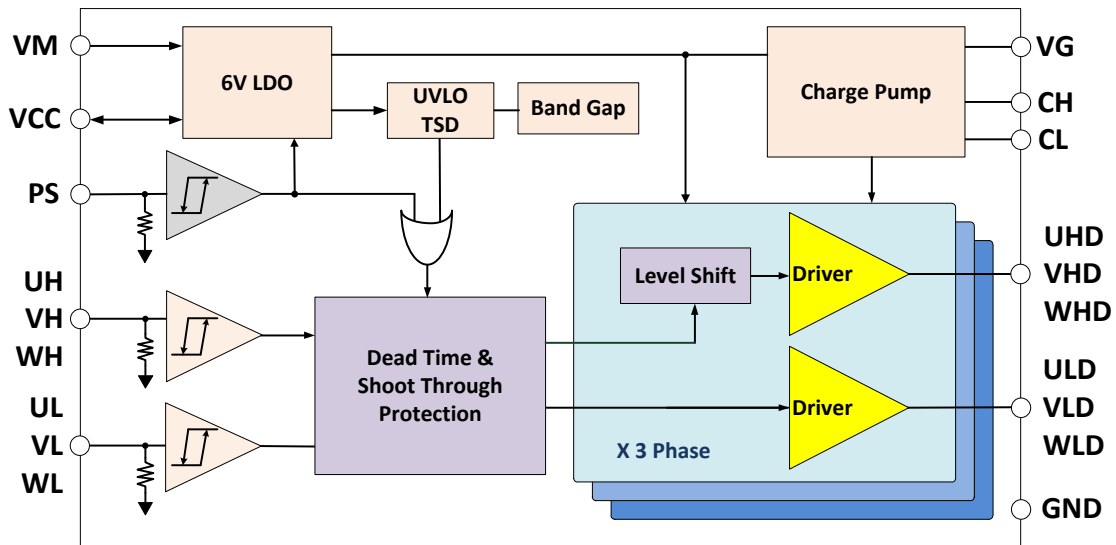 VM
VCC
PS
UH
VH
WH
UL
VL
WL
6V LDO
UVLO
TSD
Band Gap
Charge Pump
Dead Time &
Shoot Through
Protection
Level Shift
Driver
Driver
X 3 Phase
VG
CH
CL
UHD
VHD
WHD
ULD
VLD
WLD
GND